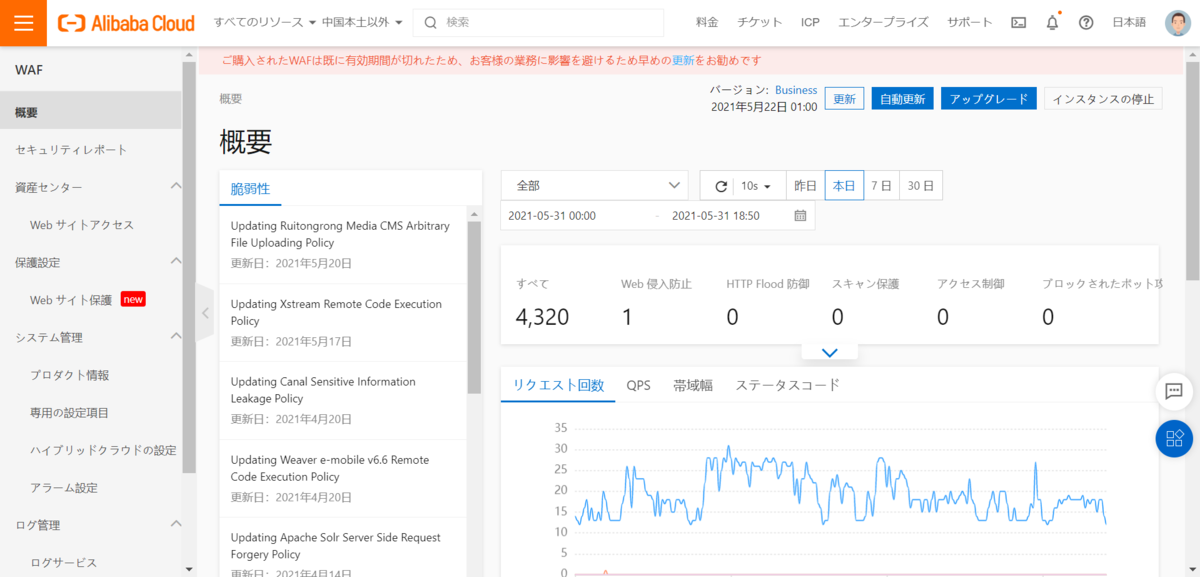 Alibaba Cloud
すべてのリソース
中国本土以外
検索
料金
チケット
ICP
エンタープライズ
サポート
日本語
WAF
概要
セキュリティレポート
資産センター
Web サイトアクセス
保護設定
Web サイト保護 new
システム管理
プロダクト情報
専用の設定項目
ハイブリッドクラウドの設定
アラーム設定
ログ管理
ログサービス
ご購入されたWAFは既に有効期間が切れたため、お客様の業務に影響を避けるため早めの更新をお勧めです
概要
バージョン: Business
2021年5月22日 01:00
更新
自動更新
アップグレード
インスタンスの停止
概要
脆弱性
Updating Ruitongrong Media CMS Arbitrary
File Uploading Policy
更新日: 2021年5月20日
Updating Xstream Remote Code Execution
Policy
更新日: 2021年5月17日
Updating Canal Sensitive Information
Leakage Policy
更新日: 2021年4月20日
Updating Weaver e-mobile v6.6 Remote
Code Execution Policy
更新日: 2021年4月20日
Updating Apache Solr Server Side Request
Forgery Policy
更新日: 2021年4月14日
全部
10s
昨日
本日
7 日
30 日
2021-05-31 00:00 - 2021-05-31 18:50
すべて
4,320
Web 侵入防止
1
HTTP Flood 防御
0
スキャン保護
0
アクセス制御
0
ブロックされたボット攻
0
リクエスト回数
QPS
帯域幅
ステータスコード
35
30
25
20
15
10
5
0